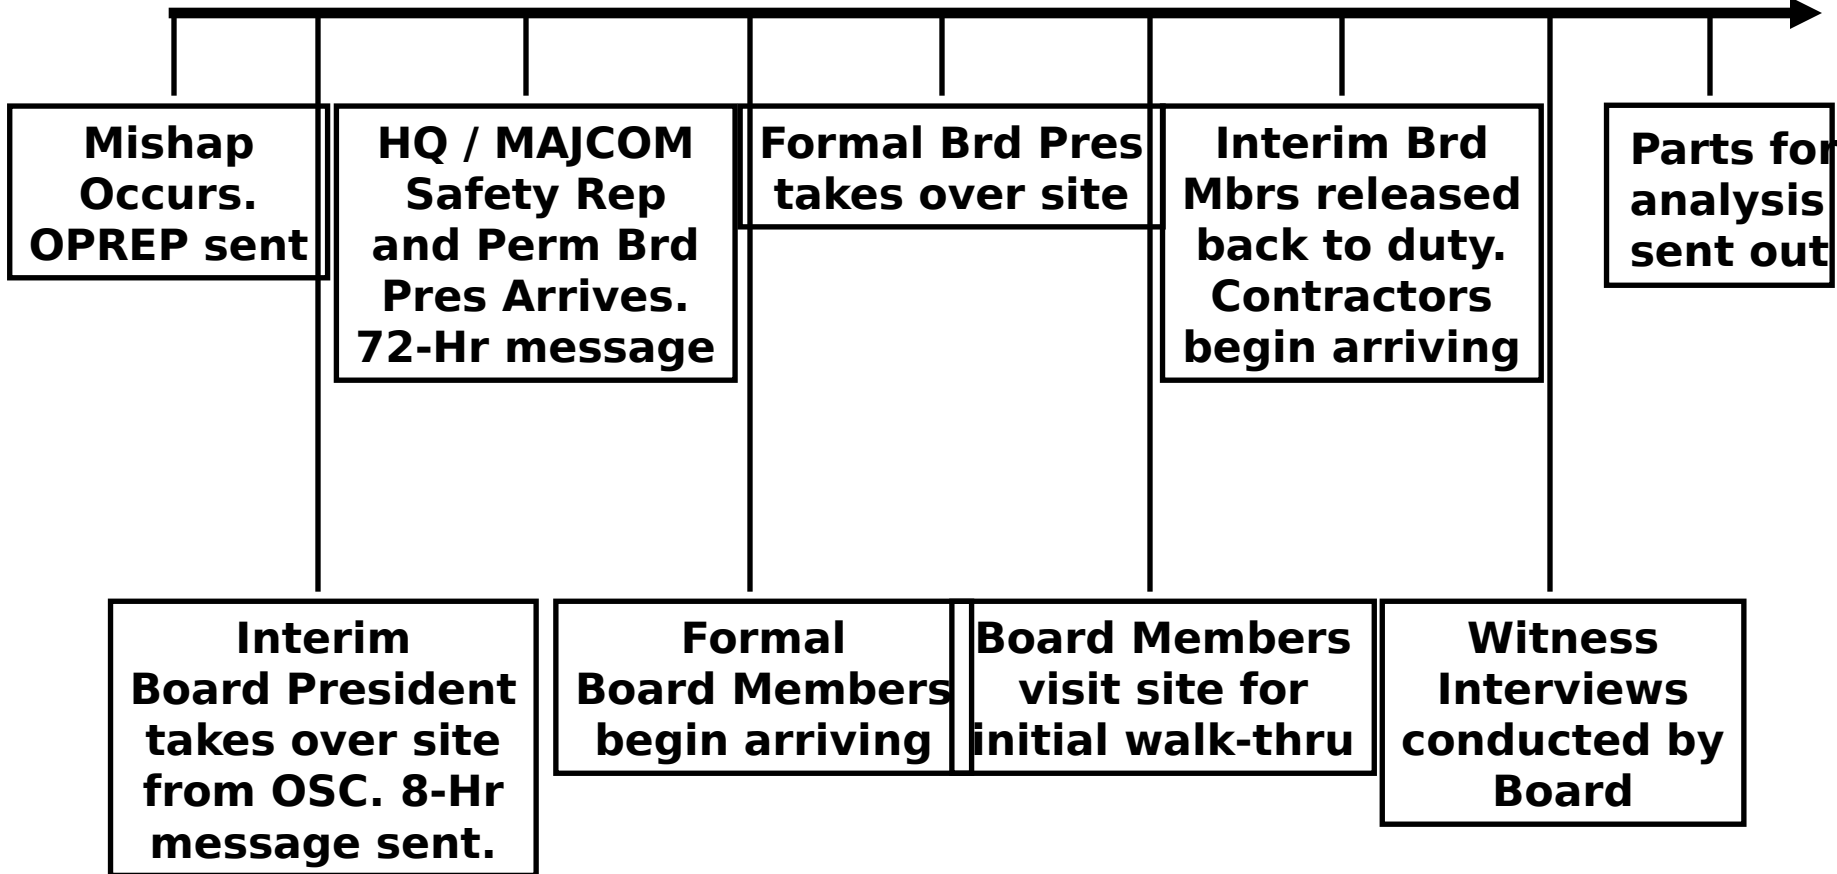 Mishap
Occurs.
OPREP sent
HQ / MAJCOM
Safety Rep
and Perm Brd
Pres Arrives.
72-Hr message
Formal Brd Pres
takes over site
Interim Brd
Mbrs released
back to duty.
Contractors
begin arriving
Parts for
analysis
sent out
Interim
Board President
takes over site
from OSC. 8-Hr
message sent.
Formal
Board Members
begin arriving
Board Members
visit site for
initial walk-thru
Witness
Interviews
conducted by
Board